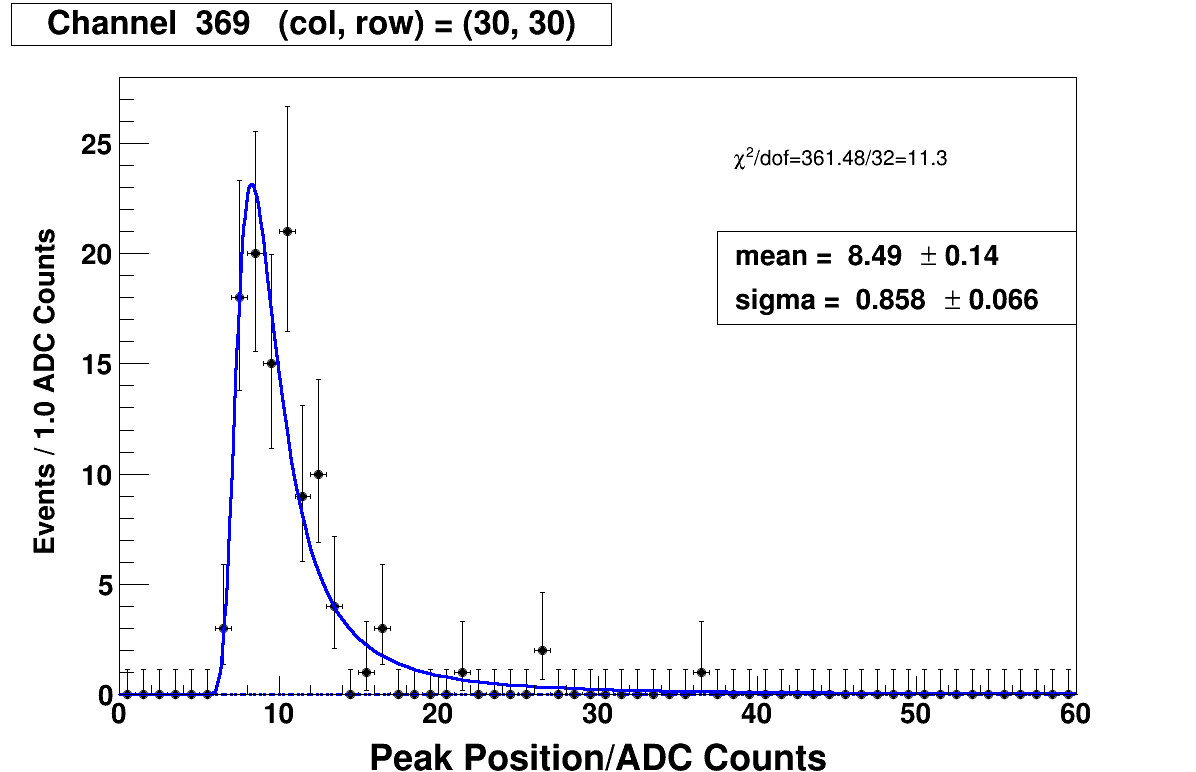 Channel 369 (col, row) = (30, 30)
χ²/dof=361.48/32=11.3
mean = 8.49 ± 0.14
sigma = 0.858 ± 0.066
Events / 1.0 ADC Counts
25
20
15
10
5
0
0 10 20 30 40 50 60
Peak Position/ADC Counts